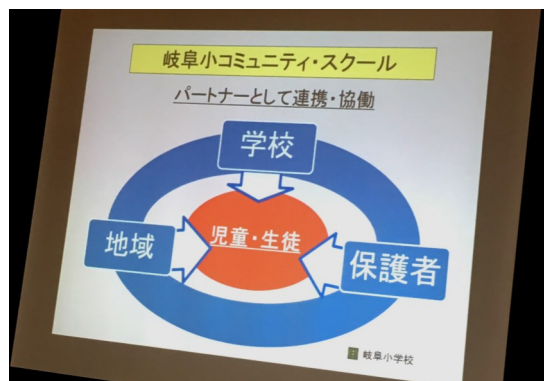 岐阜小コミュニティ・スクール
パートナーとして連携・協働
学校
児童・生徒
地域
保護者
岐阜小学校